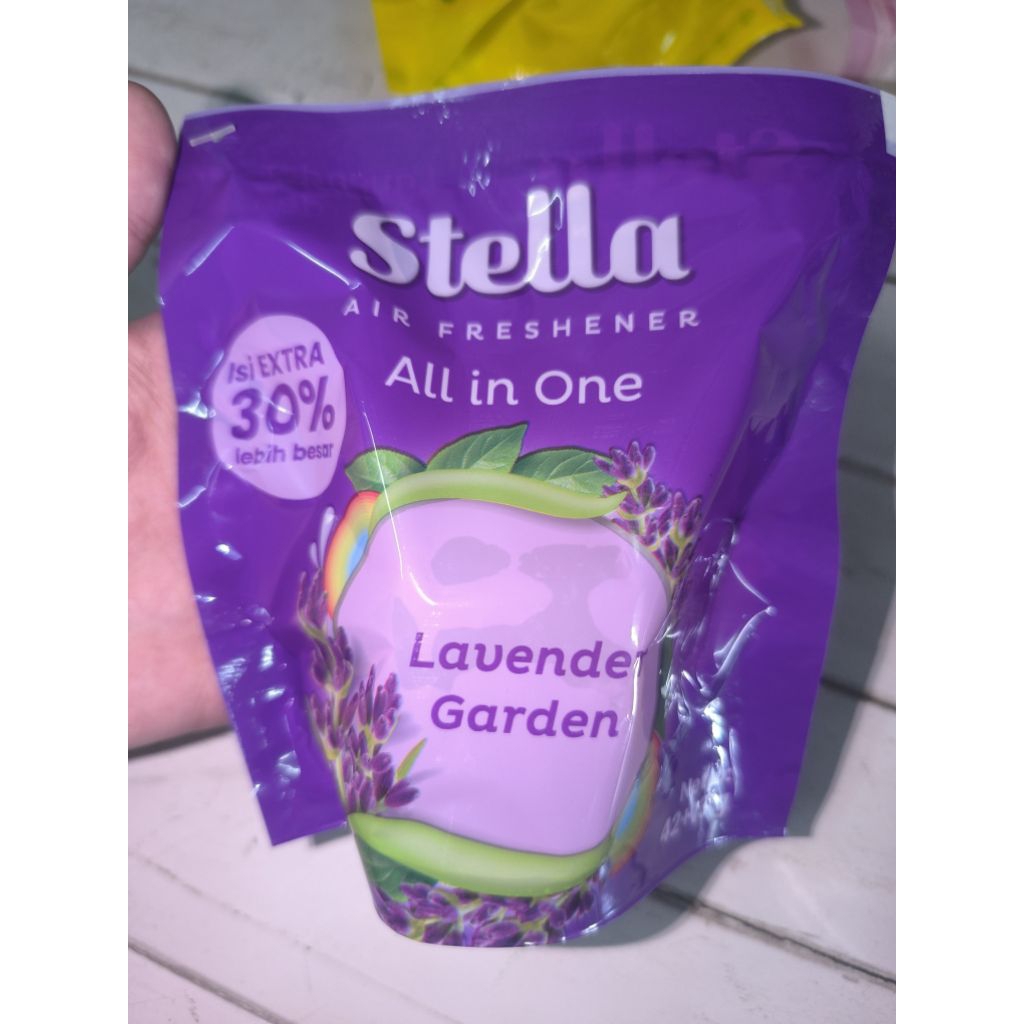 Stella
AIR FRESHENER
All in One
Isi EXTRA
30%
lebih besar
Lavender
Garden